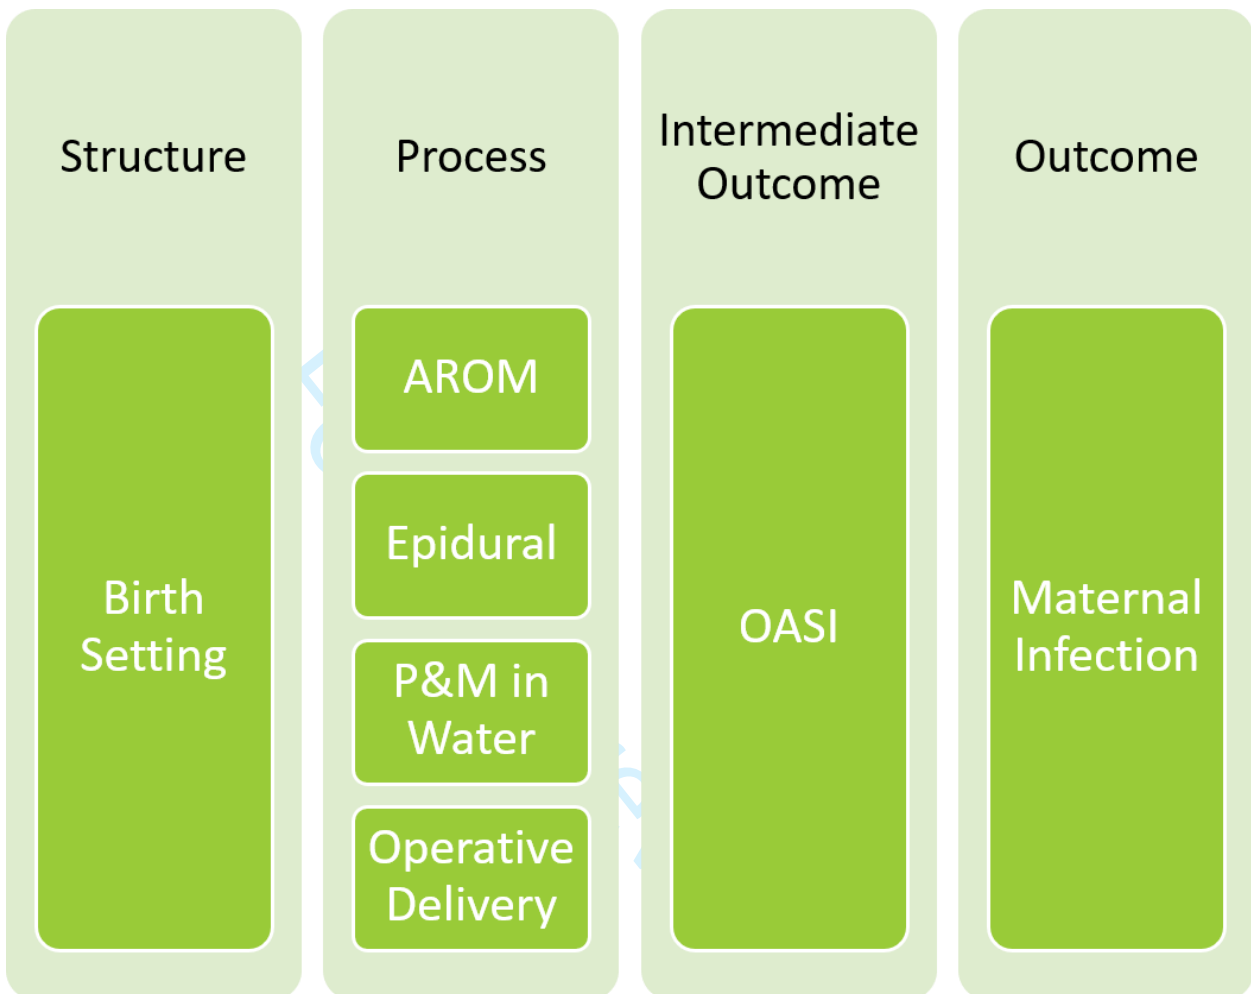 Structure
Birth
Setting
Process
AROM
Epidural
P&M in
Water
Operative
Delivery
Intermediate
Outcome
OASI
Outcome
Maternal
Infection